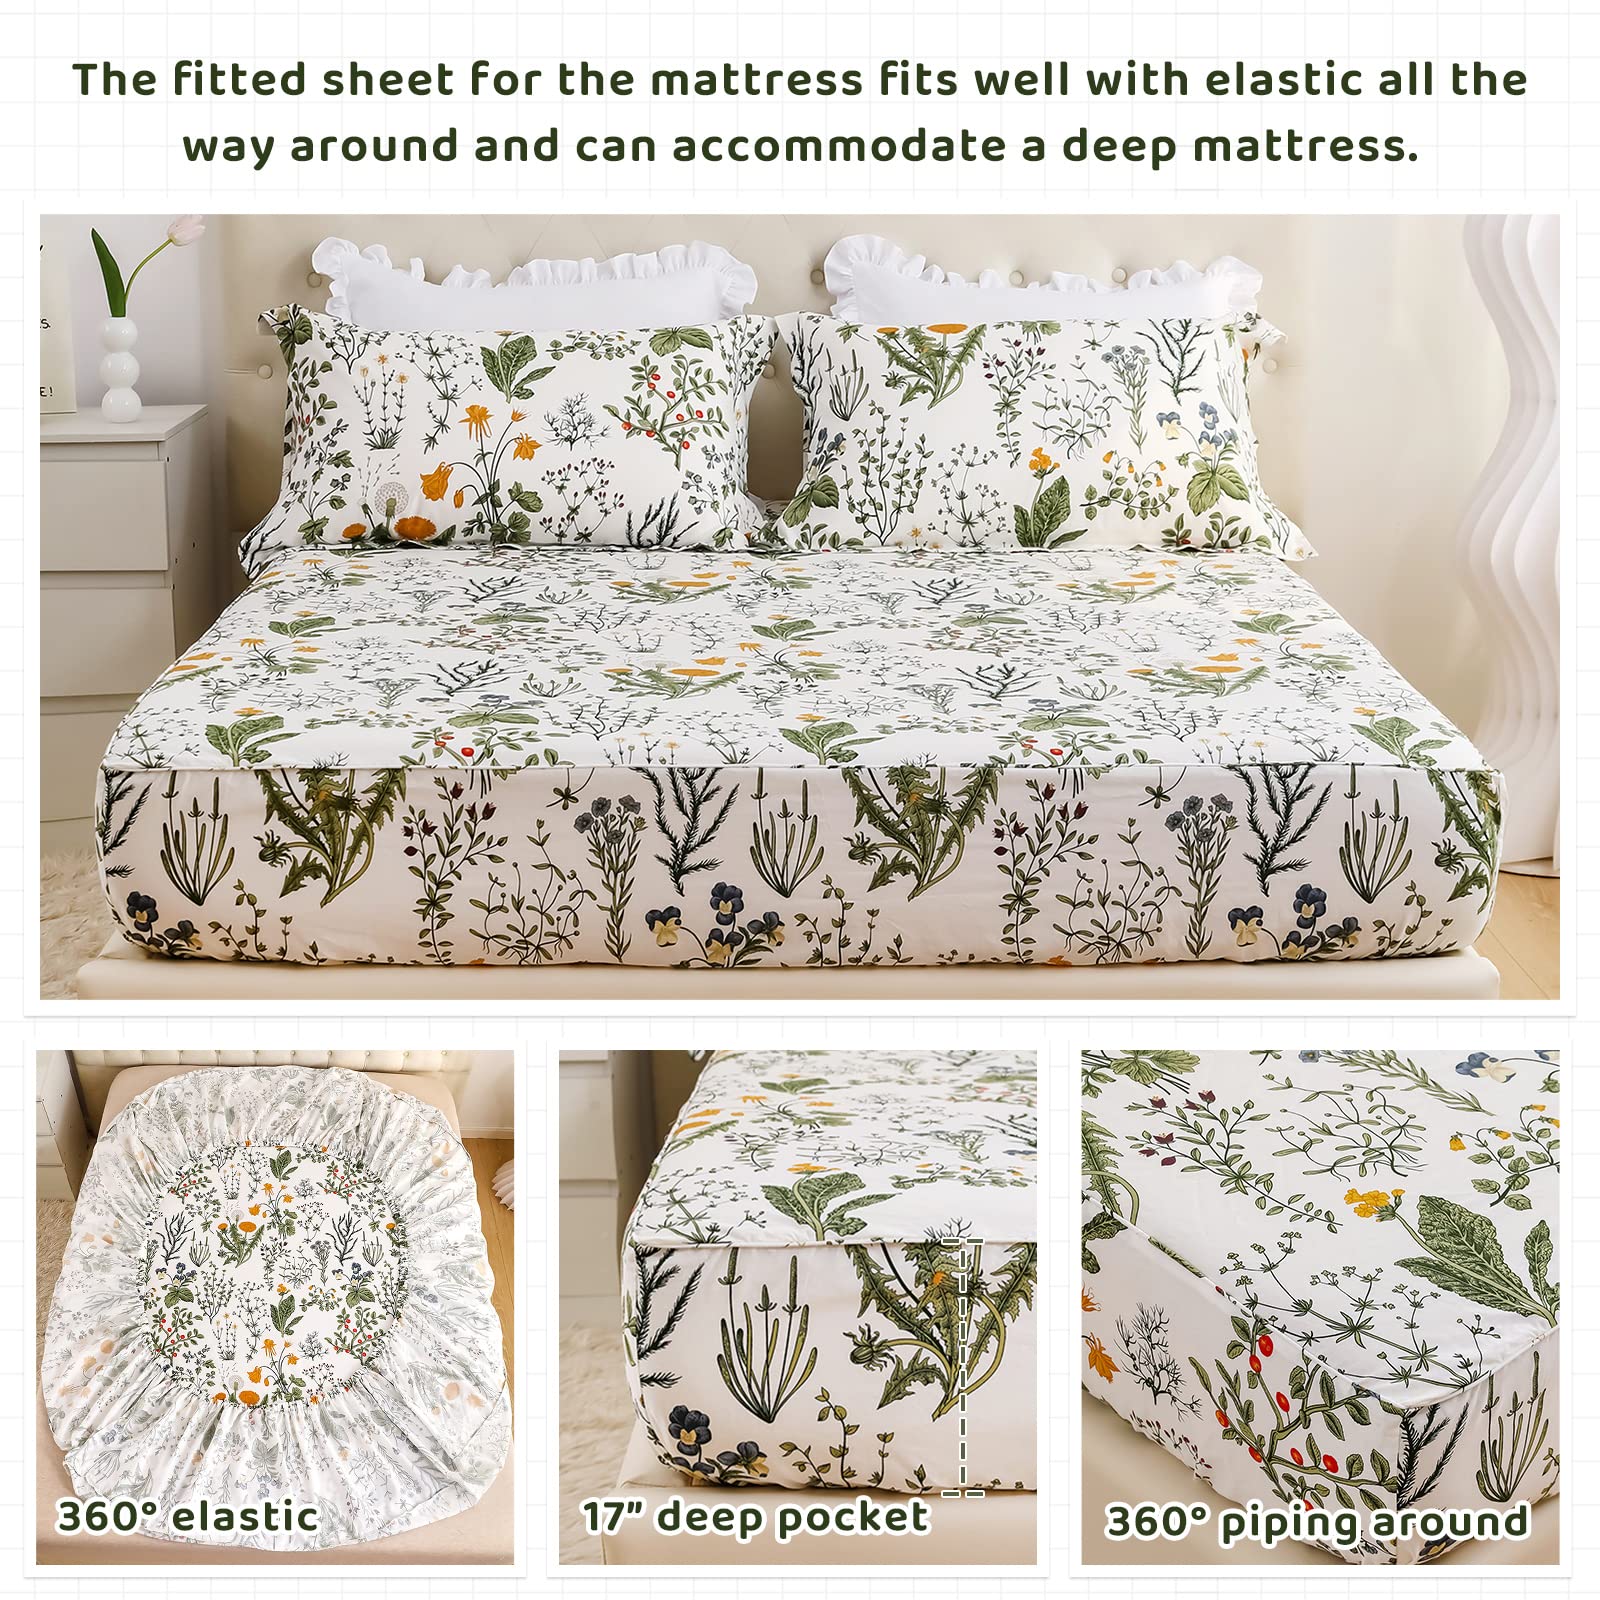 The fitted sheet for the mattress fits well with elastic all the
way around and can accommodate a deep mattress.
E!
360° elastic
17" deep pocket
360° piping around